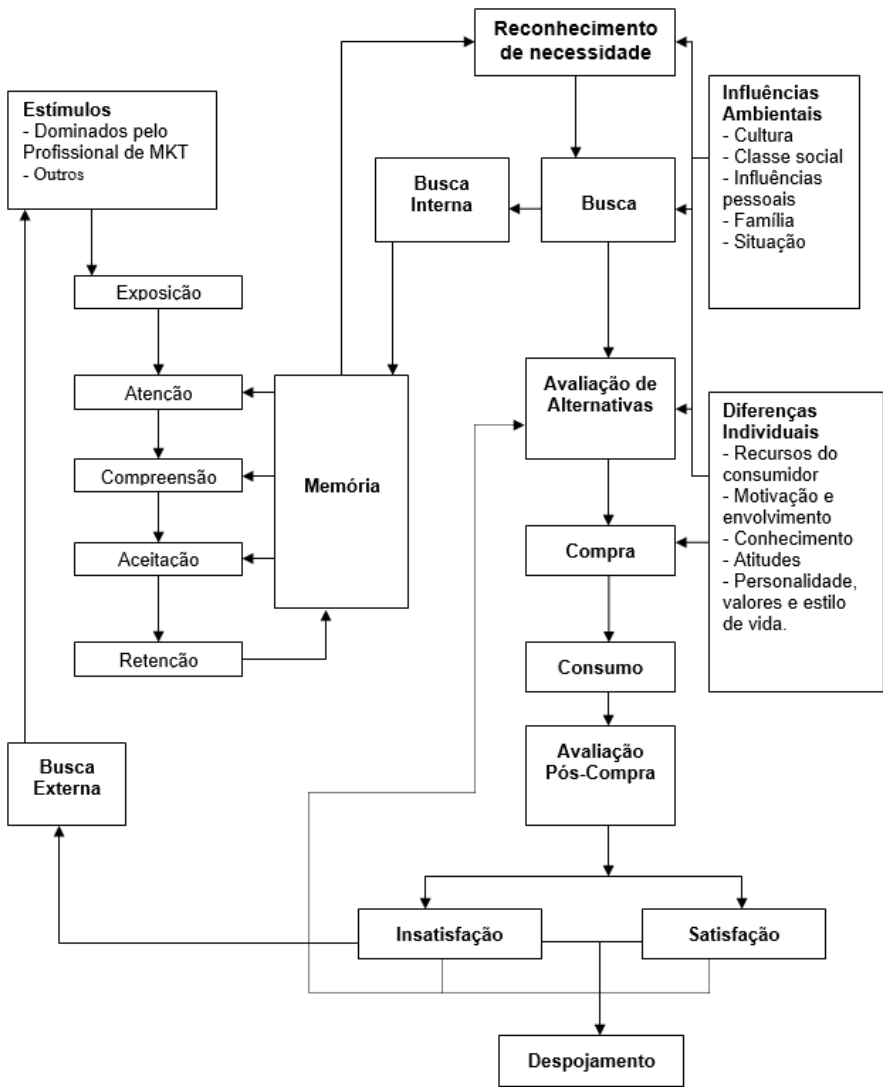 Reconhecimento
de necessidade
Estímulos
- Dominados pelo
Profissional de MKT
- Outros
Influências
Ambientais
- Cultura
- Classe social
- Influências
pessoais
- Família
- Situação
Busca
Interna
Busca
Exposição
Atenção
Compreensão
Aceitação
Retenção
Memória
Avaliação de
Alternativas
Diferenças
Individuais
- Recursos do
consumidor
- Motivação e
envolvimento
- Conhecimento
- Atitudes
- Personalidade,
valores e estilo
de vida.
Compra
Consumo
Avaliação
Pós-Compra
Busca
Externa
Insatisfação
Satisfação
Despojamento